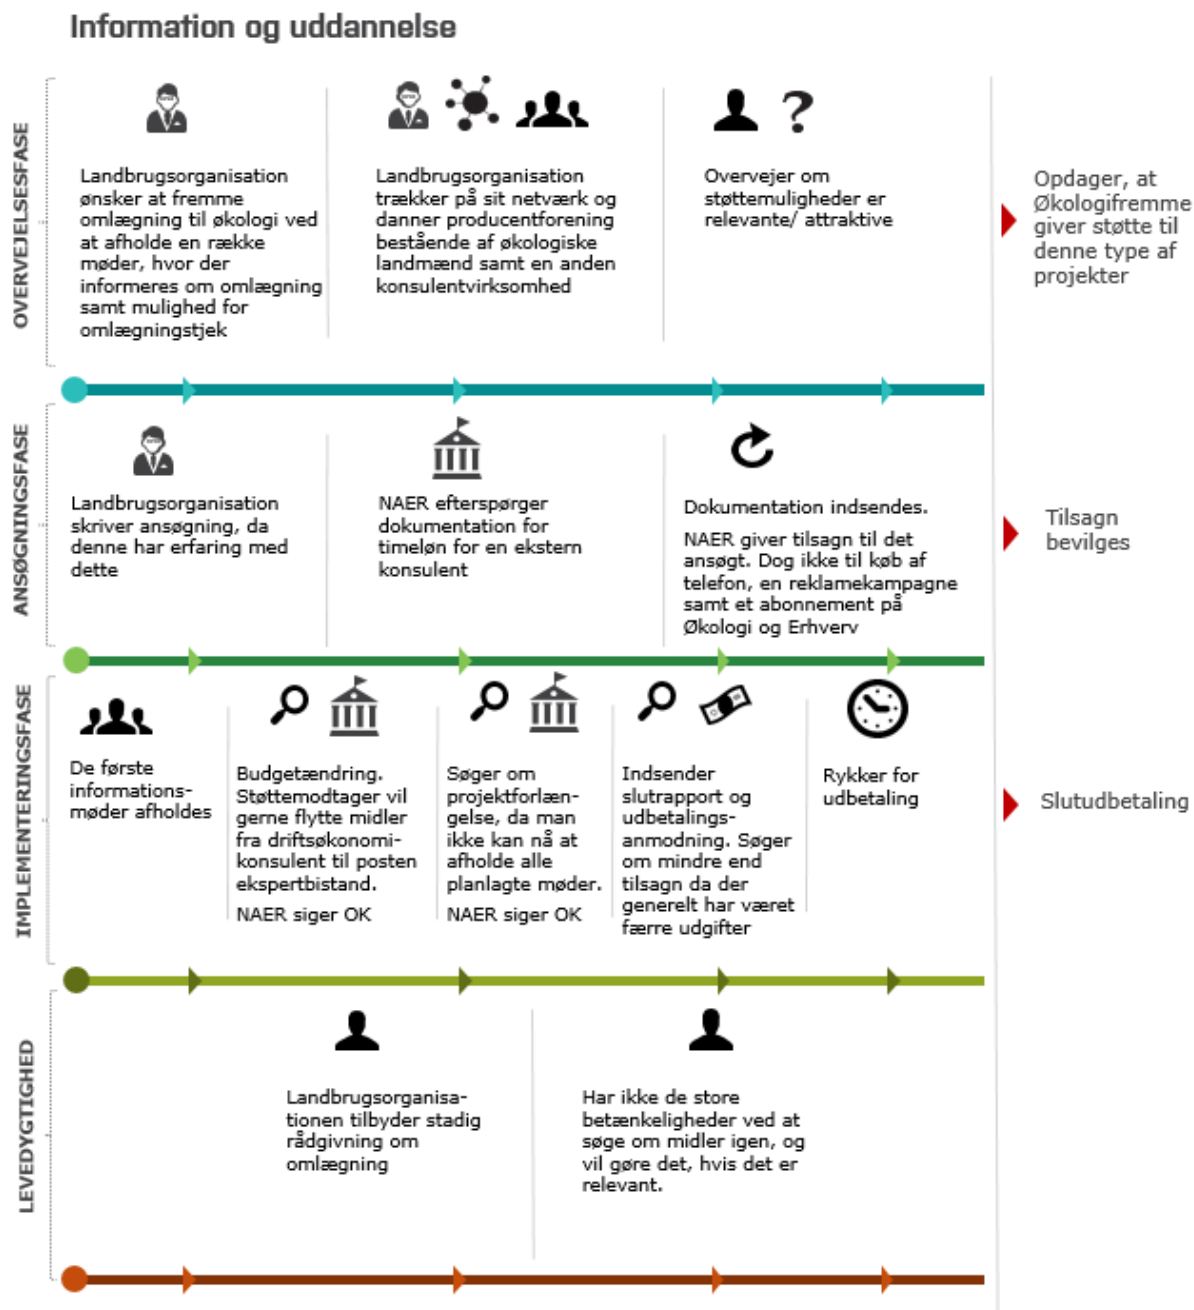 Information og uddannelse
OVERVEJELSESFASE
Landbrugsorganisation
ønsker at fremme
omlægning til økologi ved
at afholde en række
møder, hvor der
informeres om omlægning
samt mulighed for
omlægningstjek
Landbrugsorganisation
trækker på sit netværk og
danner producentforening
bestående af økologiske
landmænd samt en anden
konsulentvirksomhed
?
Overvejer om
støttemuligheder er
relevante/ attraktive
Opdager, at
Økologifremme
giver støtte til
denne type af
projekter
ANSØGNINGSFASE
Landbrugsorganisation
skriver ansøgning, da
denne har erfaring med
dette
NAER efterspørger
dokumentation for
timeløn for en ekstern
konsulent
Dokumentation indsendes.
NAER giver tilsagn til det
ansøgt. Dog ikke til køb af
telefon, en reklamekampagne
samt et abonnement på
Økologi og Erhverv
Tilsagn
bevilges
IMPLEMENTERINGSFASE
De første
informations-
møder afholdes
Budgetændring.
Støttemodtager vil
gerne flytte midler
fra driftsøkonomi-
konsulent til posten
ekspertbistand.
NAER siger OK
Søger om
projektforlæn-
gelse, da man
ikke kan nå at
afholde alle
planlagte møder.
NAER siger OK
Indsender
slutrapport og
udbetalings-
anmodning. Søger
om mindre end
tilsagn da der
generelt har været
færre udgifter
Rykker for
udbetaling
Slutudbetaling
LEVEDYGTIGHED
Landbrugsorganisa-
tionen tilbyder stadig
rådgivning om
omlægning
Har ikke de store
betænkeligheder ved at
søge om midler igen, og
vil gøre det, hvis det er
relevant.